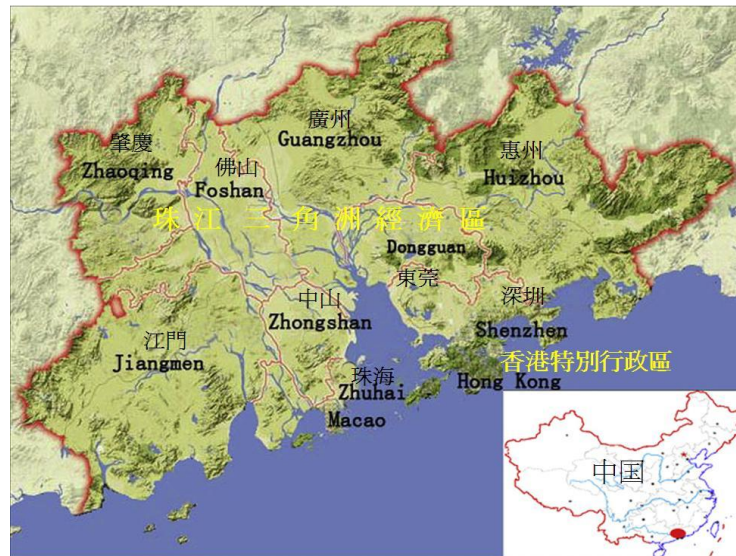 廣州
Guangzhou
肇慶
Zhaoqing
佛山
Foshan
惠州
Huizhou
珠江三角洲經濟區
Dongguan
東莞
中山
Zhongshan
深圳
Shenzhen
江門
Jiangmen
香港特別行政區
Hong Kong
珠海
Zhuhai
Macao
中国